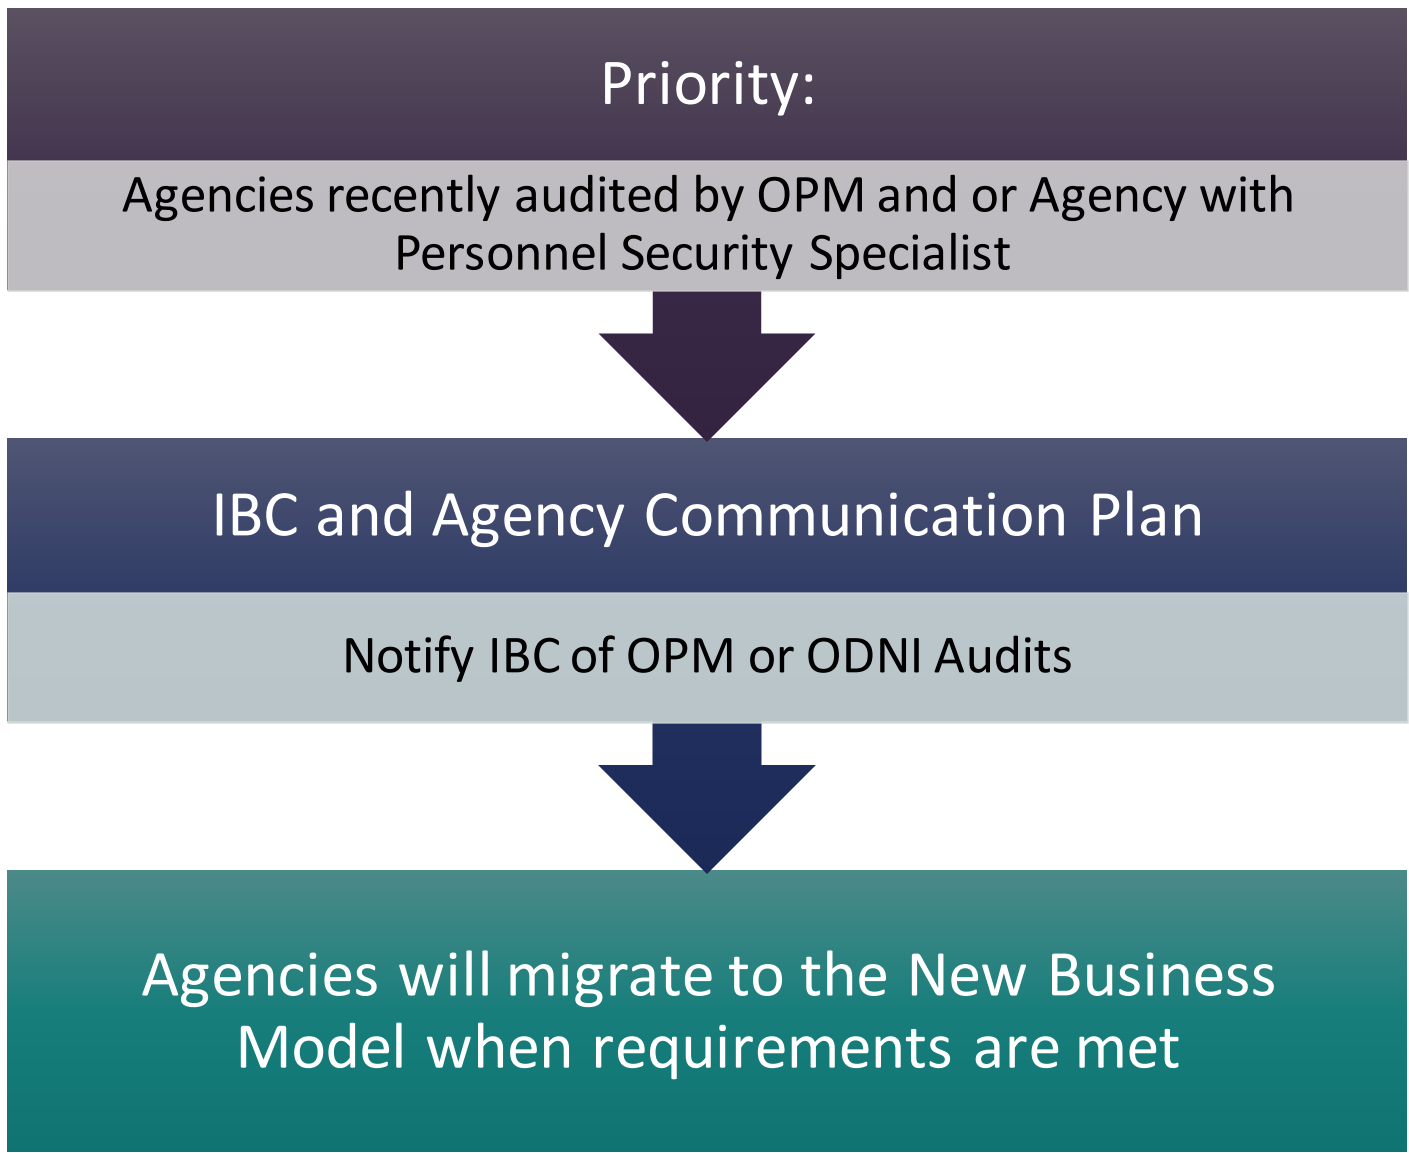 Priority:
Agencies recently audited by OPM and or Agency with
Personnel Security Specialist
IBC and Agency Communication Plan
Notify IBC of OPM or ODNI Audits
Agencies will migrate to the New Business
Model when requirements are met